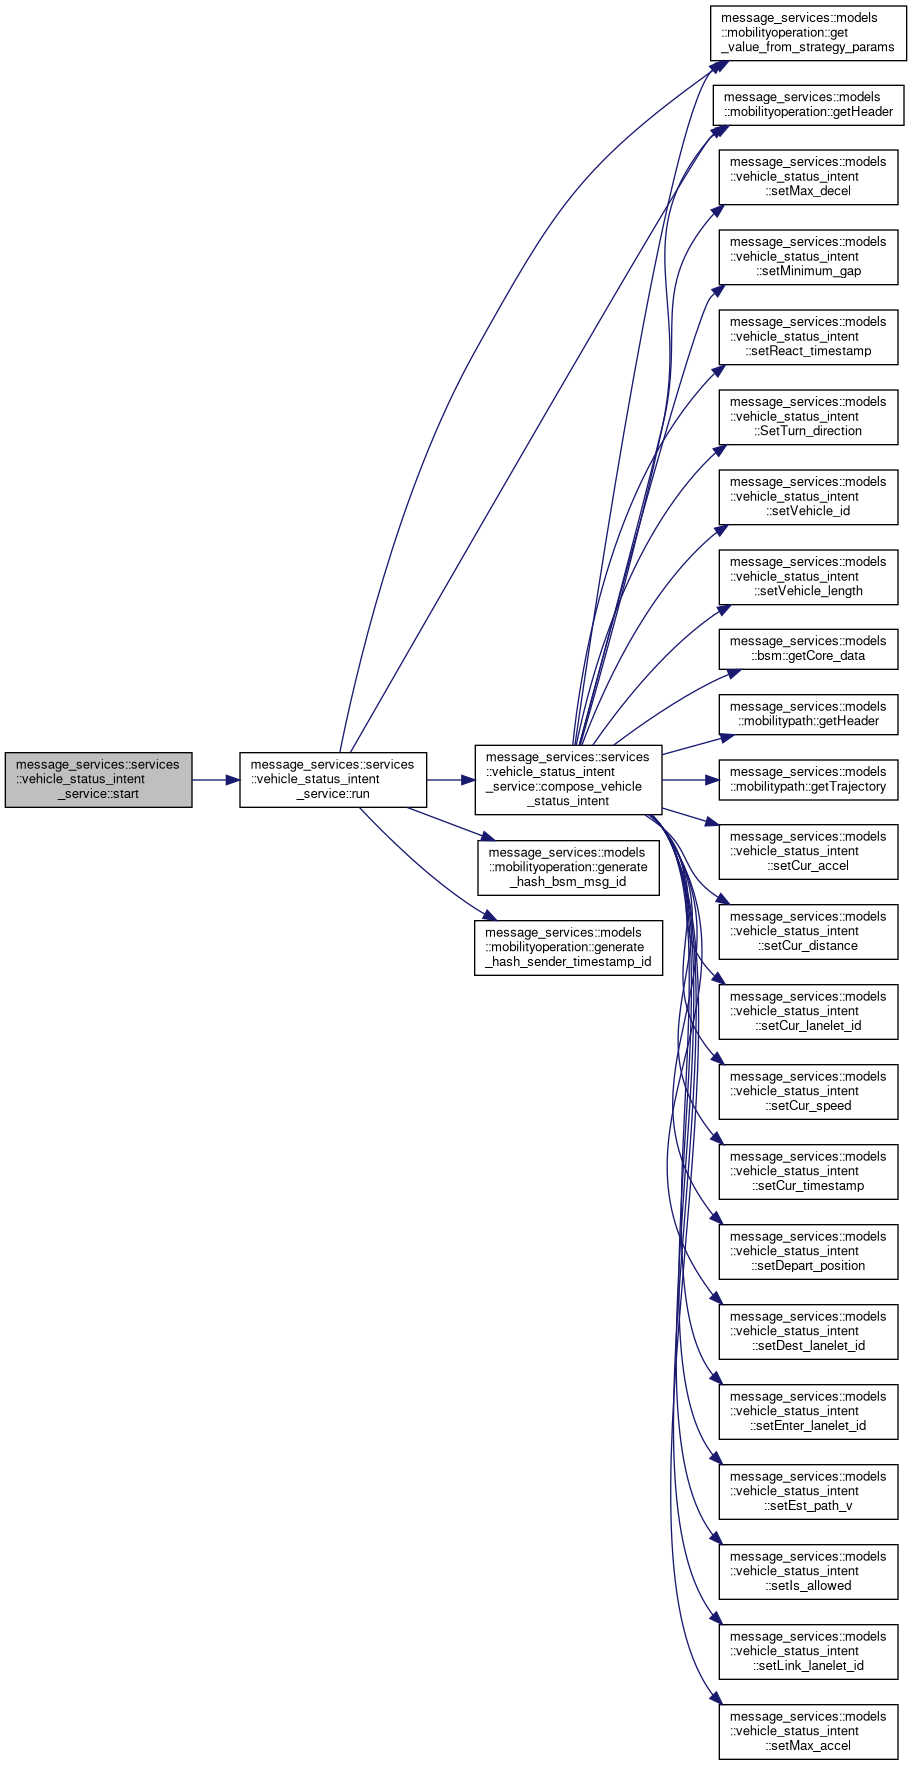 message_services::services
::vehicle_status_intent
_service::start
message_services::services
::vehicle_status_intent
_service::run
message_services::services
::vehicle_status_intent
_service::compose_vehicle
_status_intent
message_services::models
::mobilityoperation::generate
_hash_bsm_msg_id
message_services::models
::mobilityoperation::generate
_hash_sender_timestamp_id
message_services::models
::mobilityoperation::get
_value_from_strategy_params
message_services::models
::mobilityoperation::getHeader
message_services::models
::vehicle_status_intent
::setMax_decel
message_services::models
::vehicle_status_intent
::setMinimum_gap
message_services::models
::vehicle_status_intent
::setReact_timestamp
message_services::models
::vehicle_status_intent
::SetTurn_direction
message_services::models
::vehicle_status_intent
::setVehicle_id
message_services::models
::vehicle_status_intent
::setVehicle_length
message_services::models
::bsm::getCore_data
message_services::models
::mobilitypath::getHeader
message_services::models
::mobilitypath::getTrajectory
message_services::models
::vehicle_status_intent
::setCur_accel
message_services::models
::vehicle_status_intent
::setCur_distance
message_services::models
::vehicle_status_intent
::setCur_lanelet_id
message_services::models
::vehicle_status_intent
::setCur_speed
message_services::models
::vehicle_status_intent
::setCur_timestamp
message_services::models
::vehicle_status_intent
::setDepart_position
message_services::models
::vehicle_status_intent
::setDest_lanelet_id
message_services::models
::vehicle_status_intent
::setEnter_lanelet_id
message_services::models
::vehicle_status_intent
::setEst_path_v
message_services::models
::vehicle_status_intent
::setIs_allowed
message_services::models
::vehicle_status_intent
::setLink_lanelet_id
message_services::models
::vehicle_status_intent
::setMax_accel